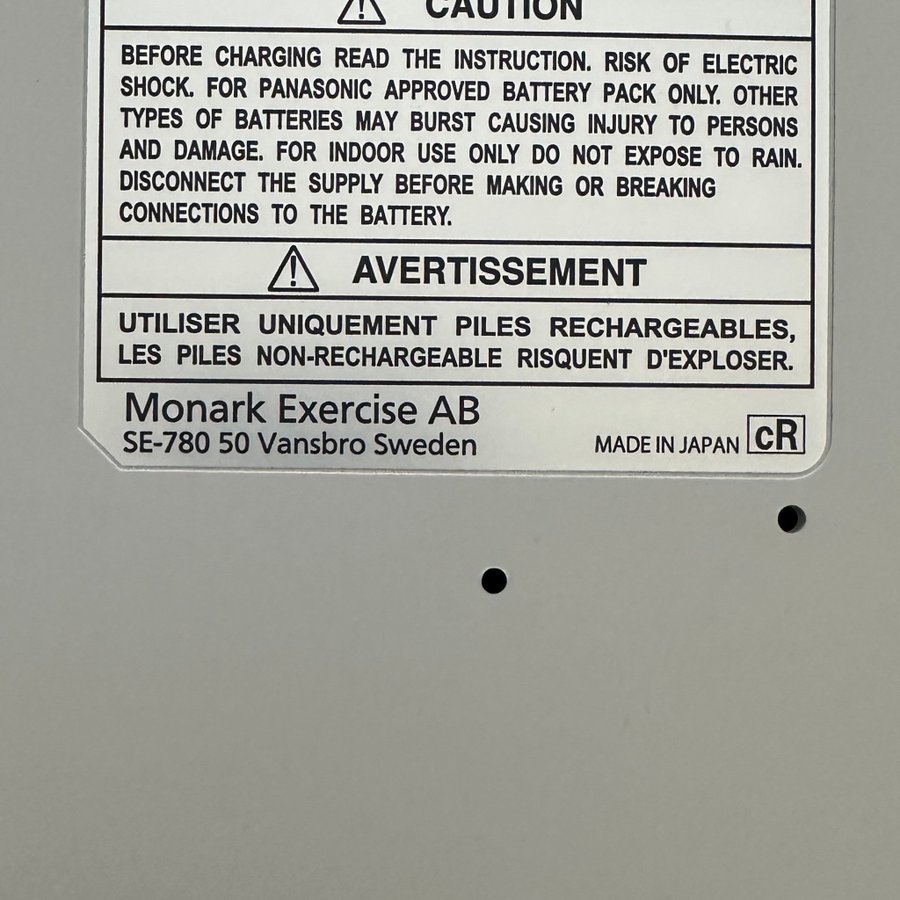 CAUTION
BEFORE CHARGING READ THE INSTRUCTION. RISK OF ELECTRIC
SHOCK. FOR PANASONIC APPROVED BATTERY PACK ONLY. OTHER
TYPES OF BATTERIES MAY BURST CAUSING INJURY TO PERSONS
AND DAMAGE. FOR INDOOR USE ONLY DO NOT EXPOSE TO RAIN.
DISCONNECT THE SUPPLY BEFORE MAKING OR BREAKING
CONNECTIONS TO THE BATTERY.
AVERTISSEMENT
UTILISER UNIQUEMENT PILES RECHARGEABLES,
LES PILES NON-RECHARGEABLE RISQUENT D'EXPLOSER.
Monark Exercise AB
SE-780 50 Vansbro Sweden
MADE IN JAPAN cR